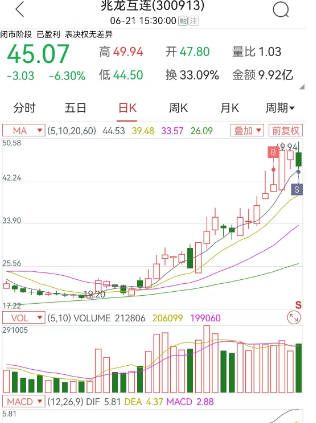 兆龙互连(300913)
06-21 15:30:00 融
闭市阶段 已盈利 表决权无差异
45.07 高 49.94 开 47.80 量比 1.03
-3.03 -6.30% 低 44.50 换 33.09% 金额 9.92亿
分时 五日 日K 周K 月K 周期
MA (5,10,20,60) 44.53 39.48 33.57 26.09 叠加 前复权
50.58
49.94
B
42.24
S
33.90
25.56
19.20
17.22
S
VOL (5,10) VOLUME 212806 206099 199060
291005
MACD (12,26,9) DIF 5.81 DEA 4.37 MACD 2.88
5.81